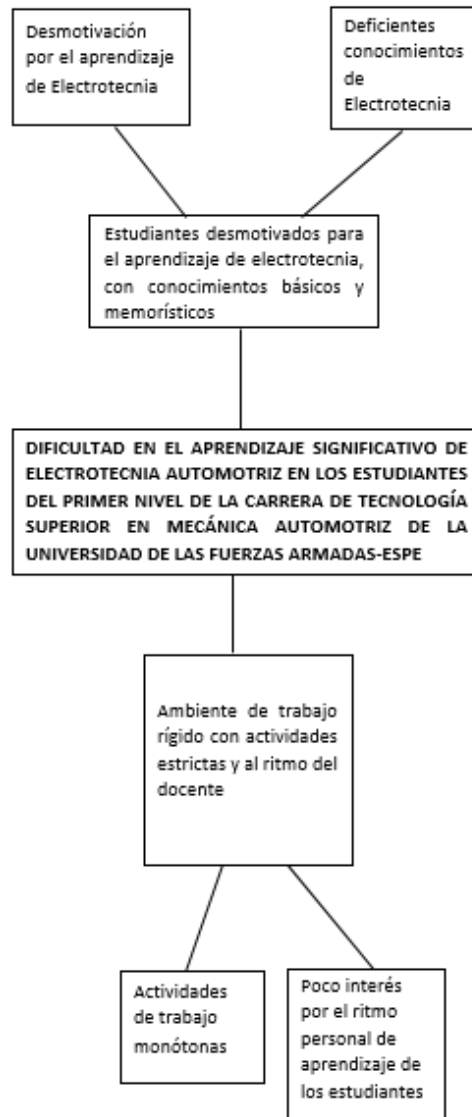 Desmotivación
por el aprendizaje
de Electrotecnia
Deficientes
conocimientos
de
Electrotecnia
Estudiantes desmotivados para
el aprendizaje de electrotecnia,
con conocimientos básicos y
memorísticos
DIFICULTAD EN EL APRENDIZAJE SIGNIFICATIVO DE
ELECTROTECNIA AUTOMOTRIZ EN LOS ESTUDIANTES
DEL PRIMER NIVEL DE LA CARRERA DE TECNOLOGÍA
SUPERIOR EN MECÁNICA AUTOMOTRIZ DE LA
UNIVERSIDAD DE LAS FUERZAS ARMADAS-ESPE
Ambiente de trabajo
rígido con actividades
estrictas y al ritmo del
docente
Actividades
de trabajo
monótonas
Poco interés
por el ritmo
personal de
aprendizaje de
los estudiantes